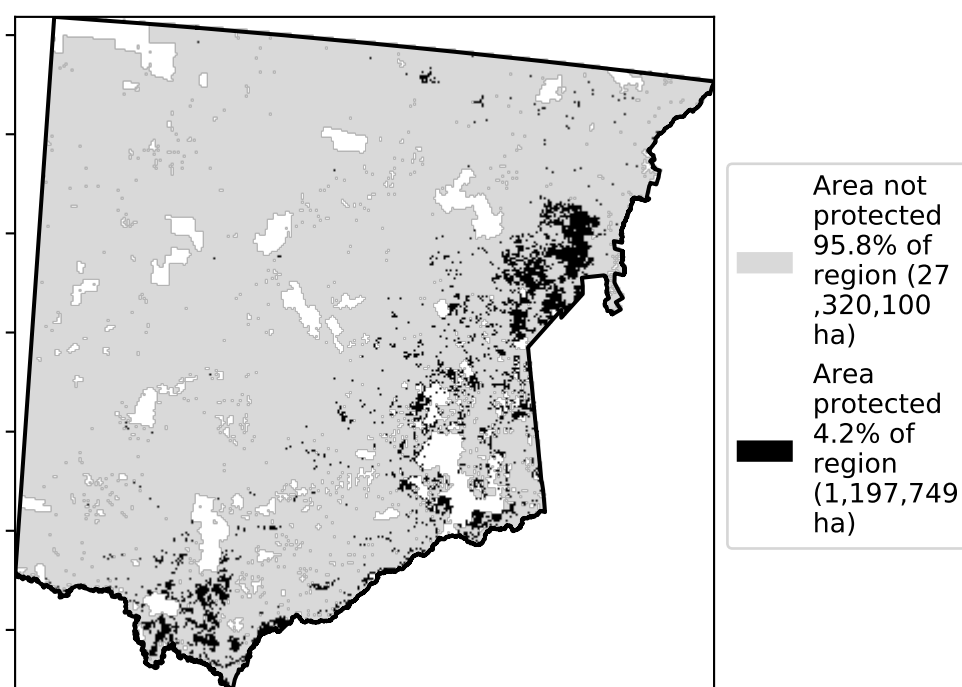 Area not
protected
95.8% of
region (27
,320,100
ha)
Area
protected
4.2% of
region
(1,197,749
ha)